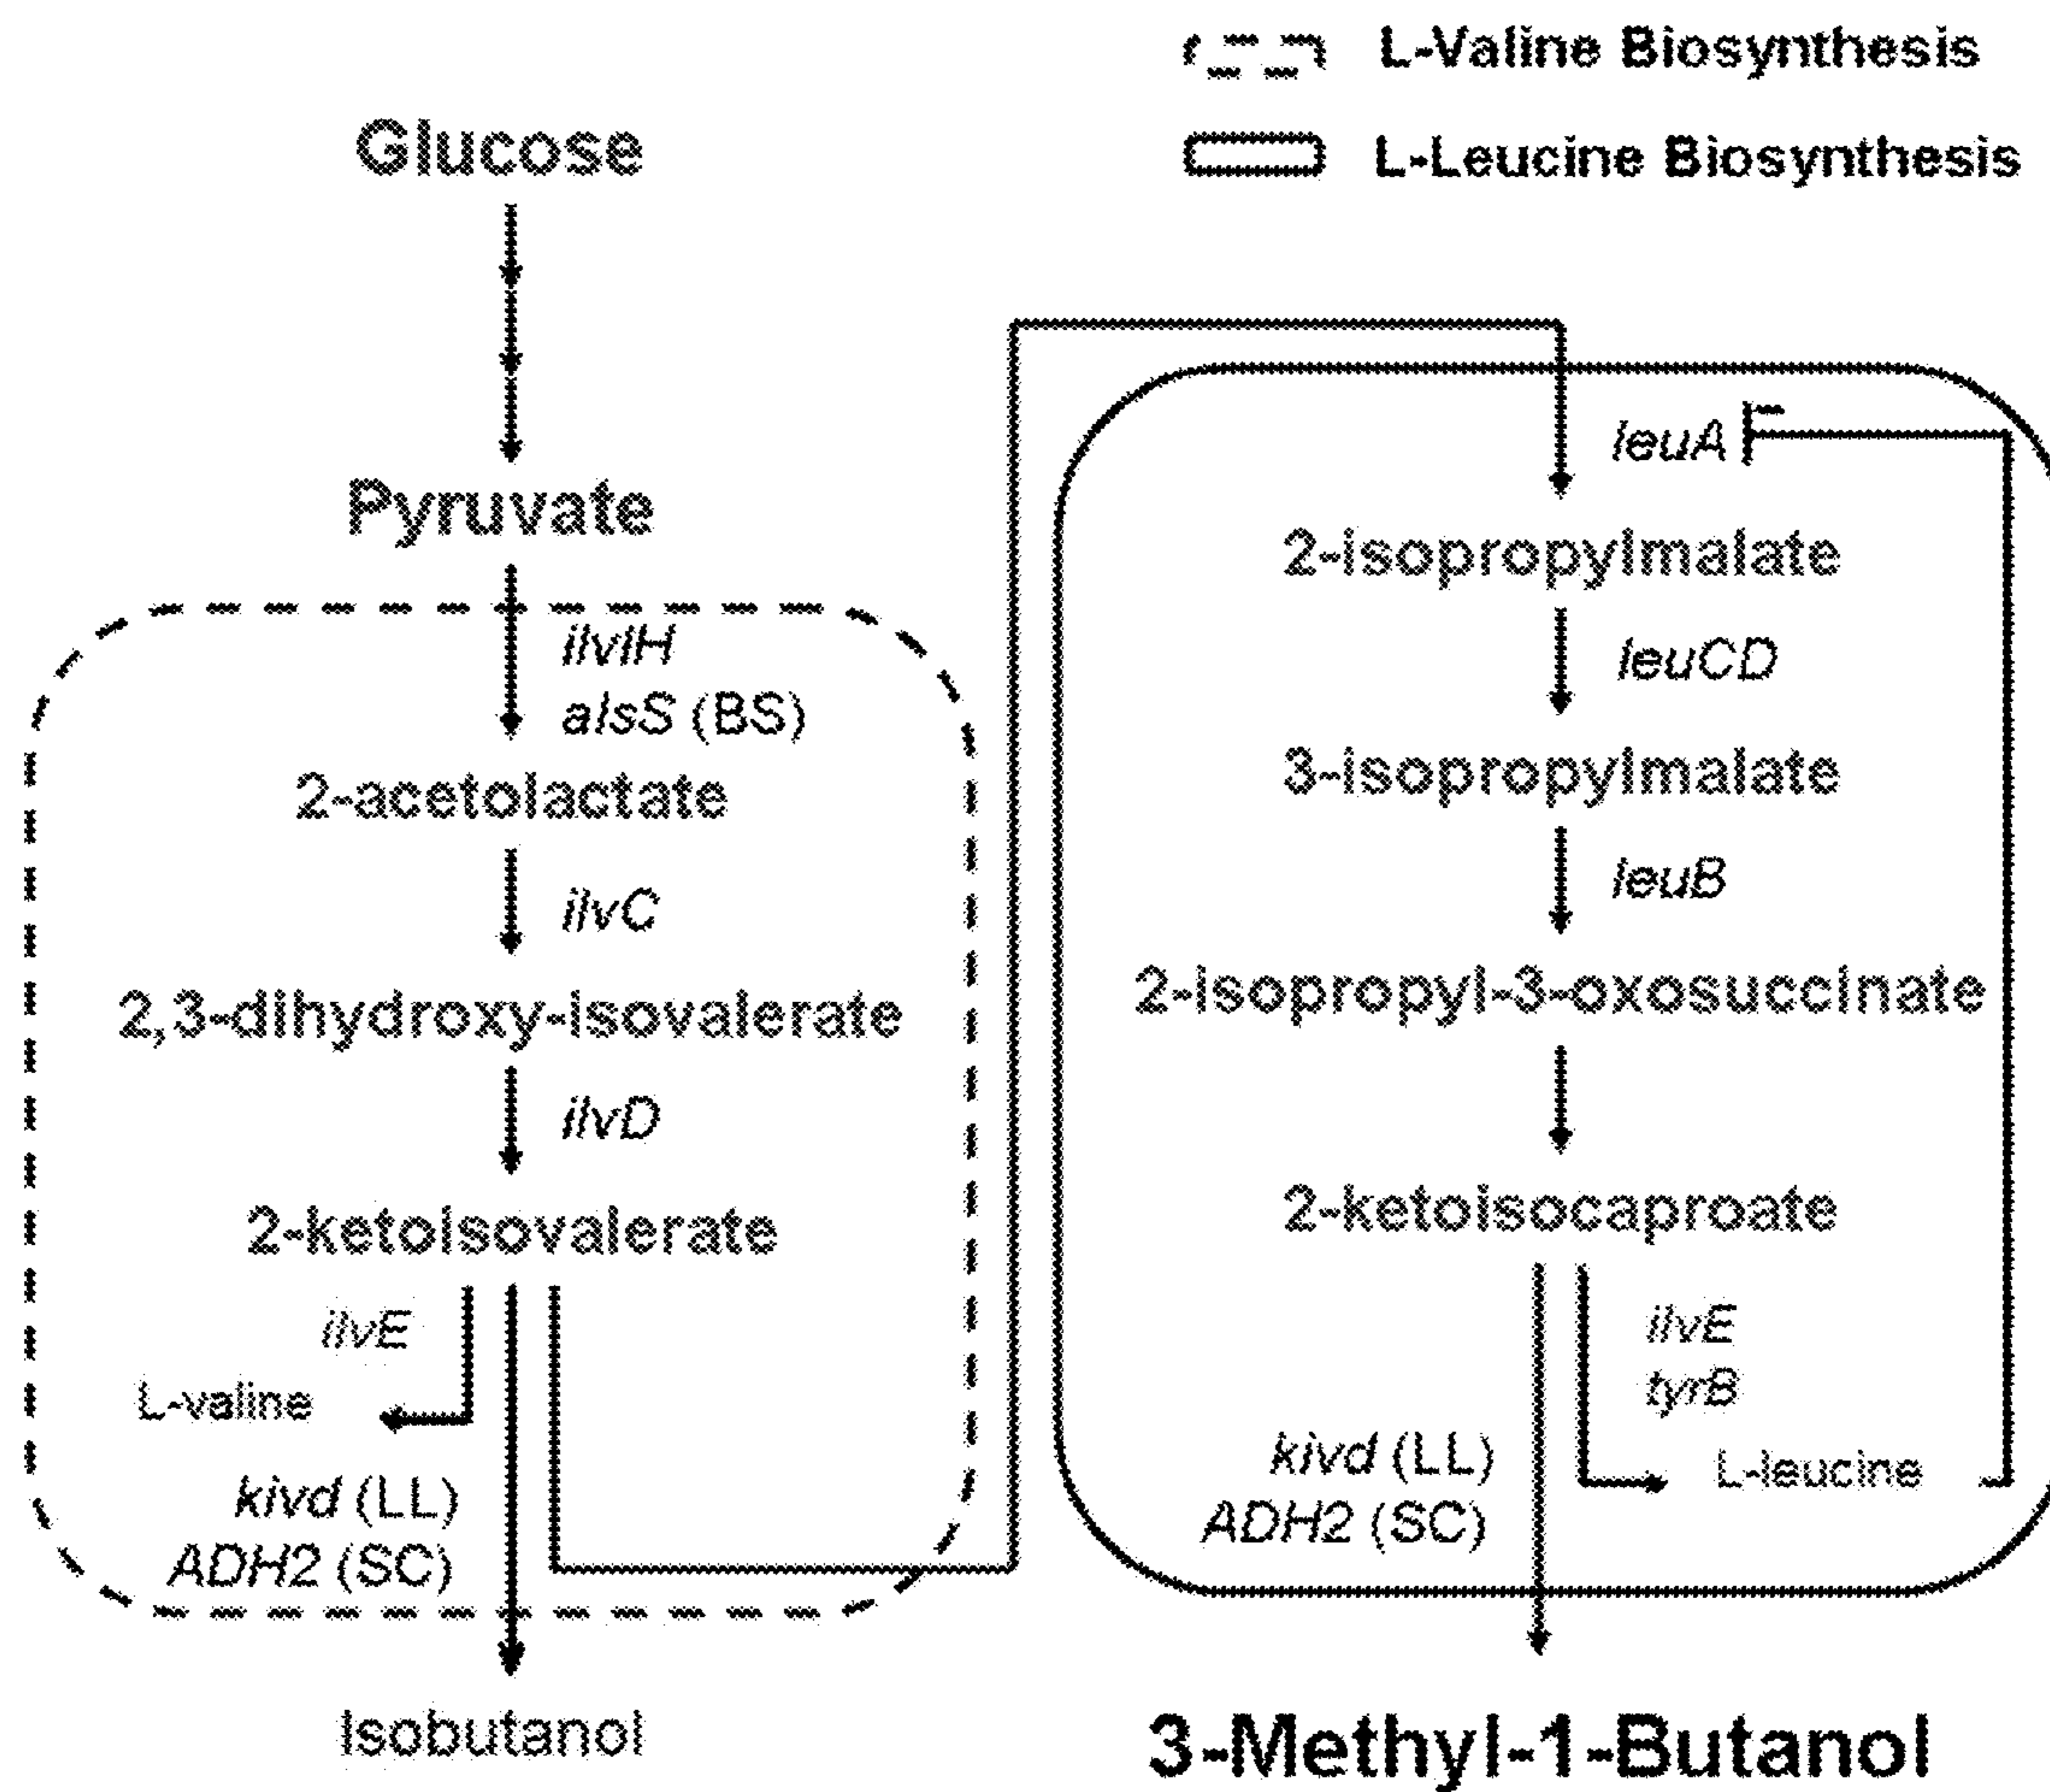 L-Valine Biosynthesis
L-Leucine Biosynthesis
Glucose
Pyruvate
ilvIH
alsS (BS)
2-acetolactate
ilvC
2,3-dihydroxy-isovalerate
ilvD
2-ketoisovalerate
ilvE
L-valine
kivd (LL)
ADH2 (SC)
Isobutanol
leuA
2-isopropylmalate
leuCD
3-isopropylmalate
leuB
2-isopropyl-3-oxosuccinate
2-ketoisocaproate
ilvE
tyrB
kivd (LL)
L-leucine
ADH2 (SC)
3-Methyl-1-Butanol